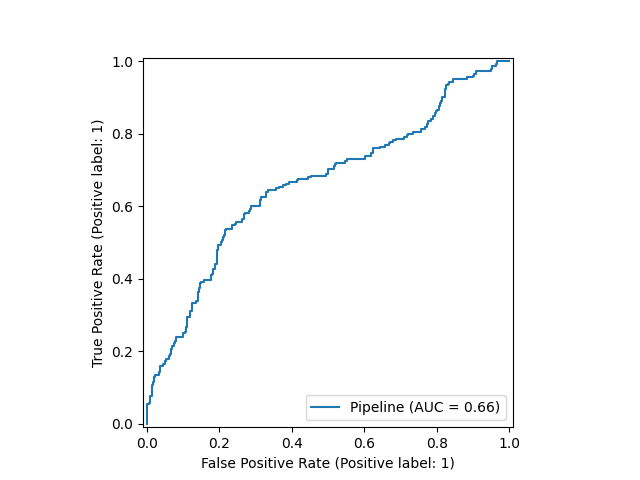 1.0
0.8
0.6
0.4
0.2
0.0
True Positive Rate (Positive label: 1)
Pipeline (AUC = 0.66)
0.0 0.2 0.4 0.6 0.8 1.0
False Positive Rate (Positive label: 1)